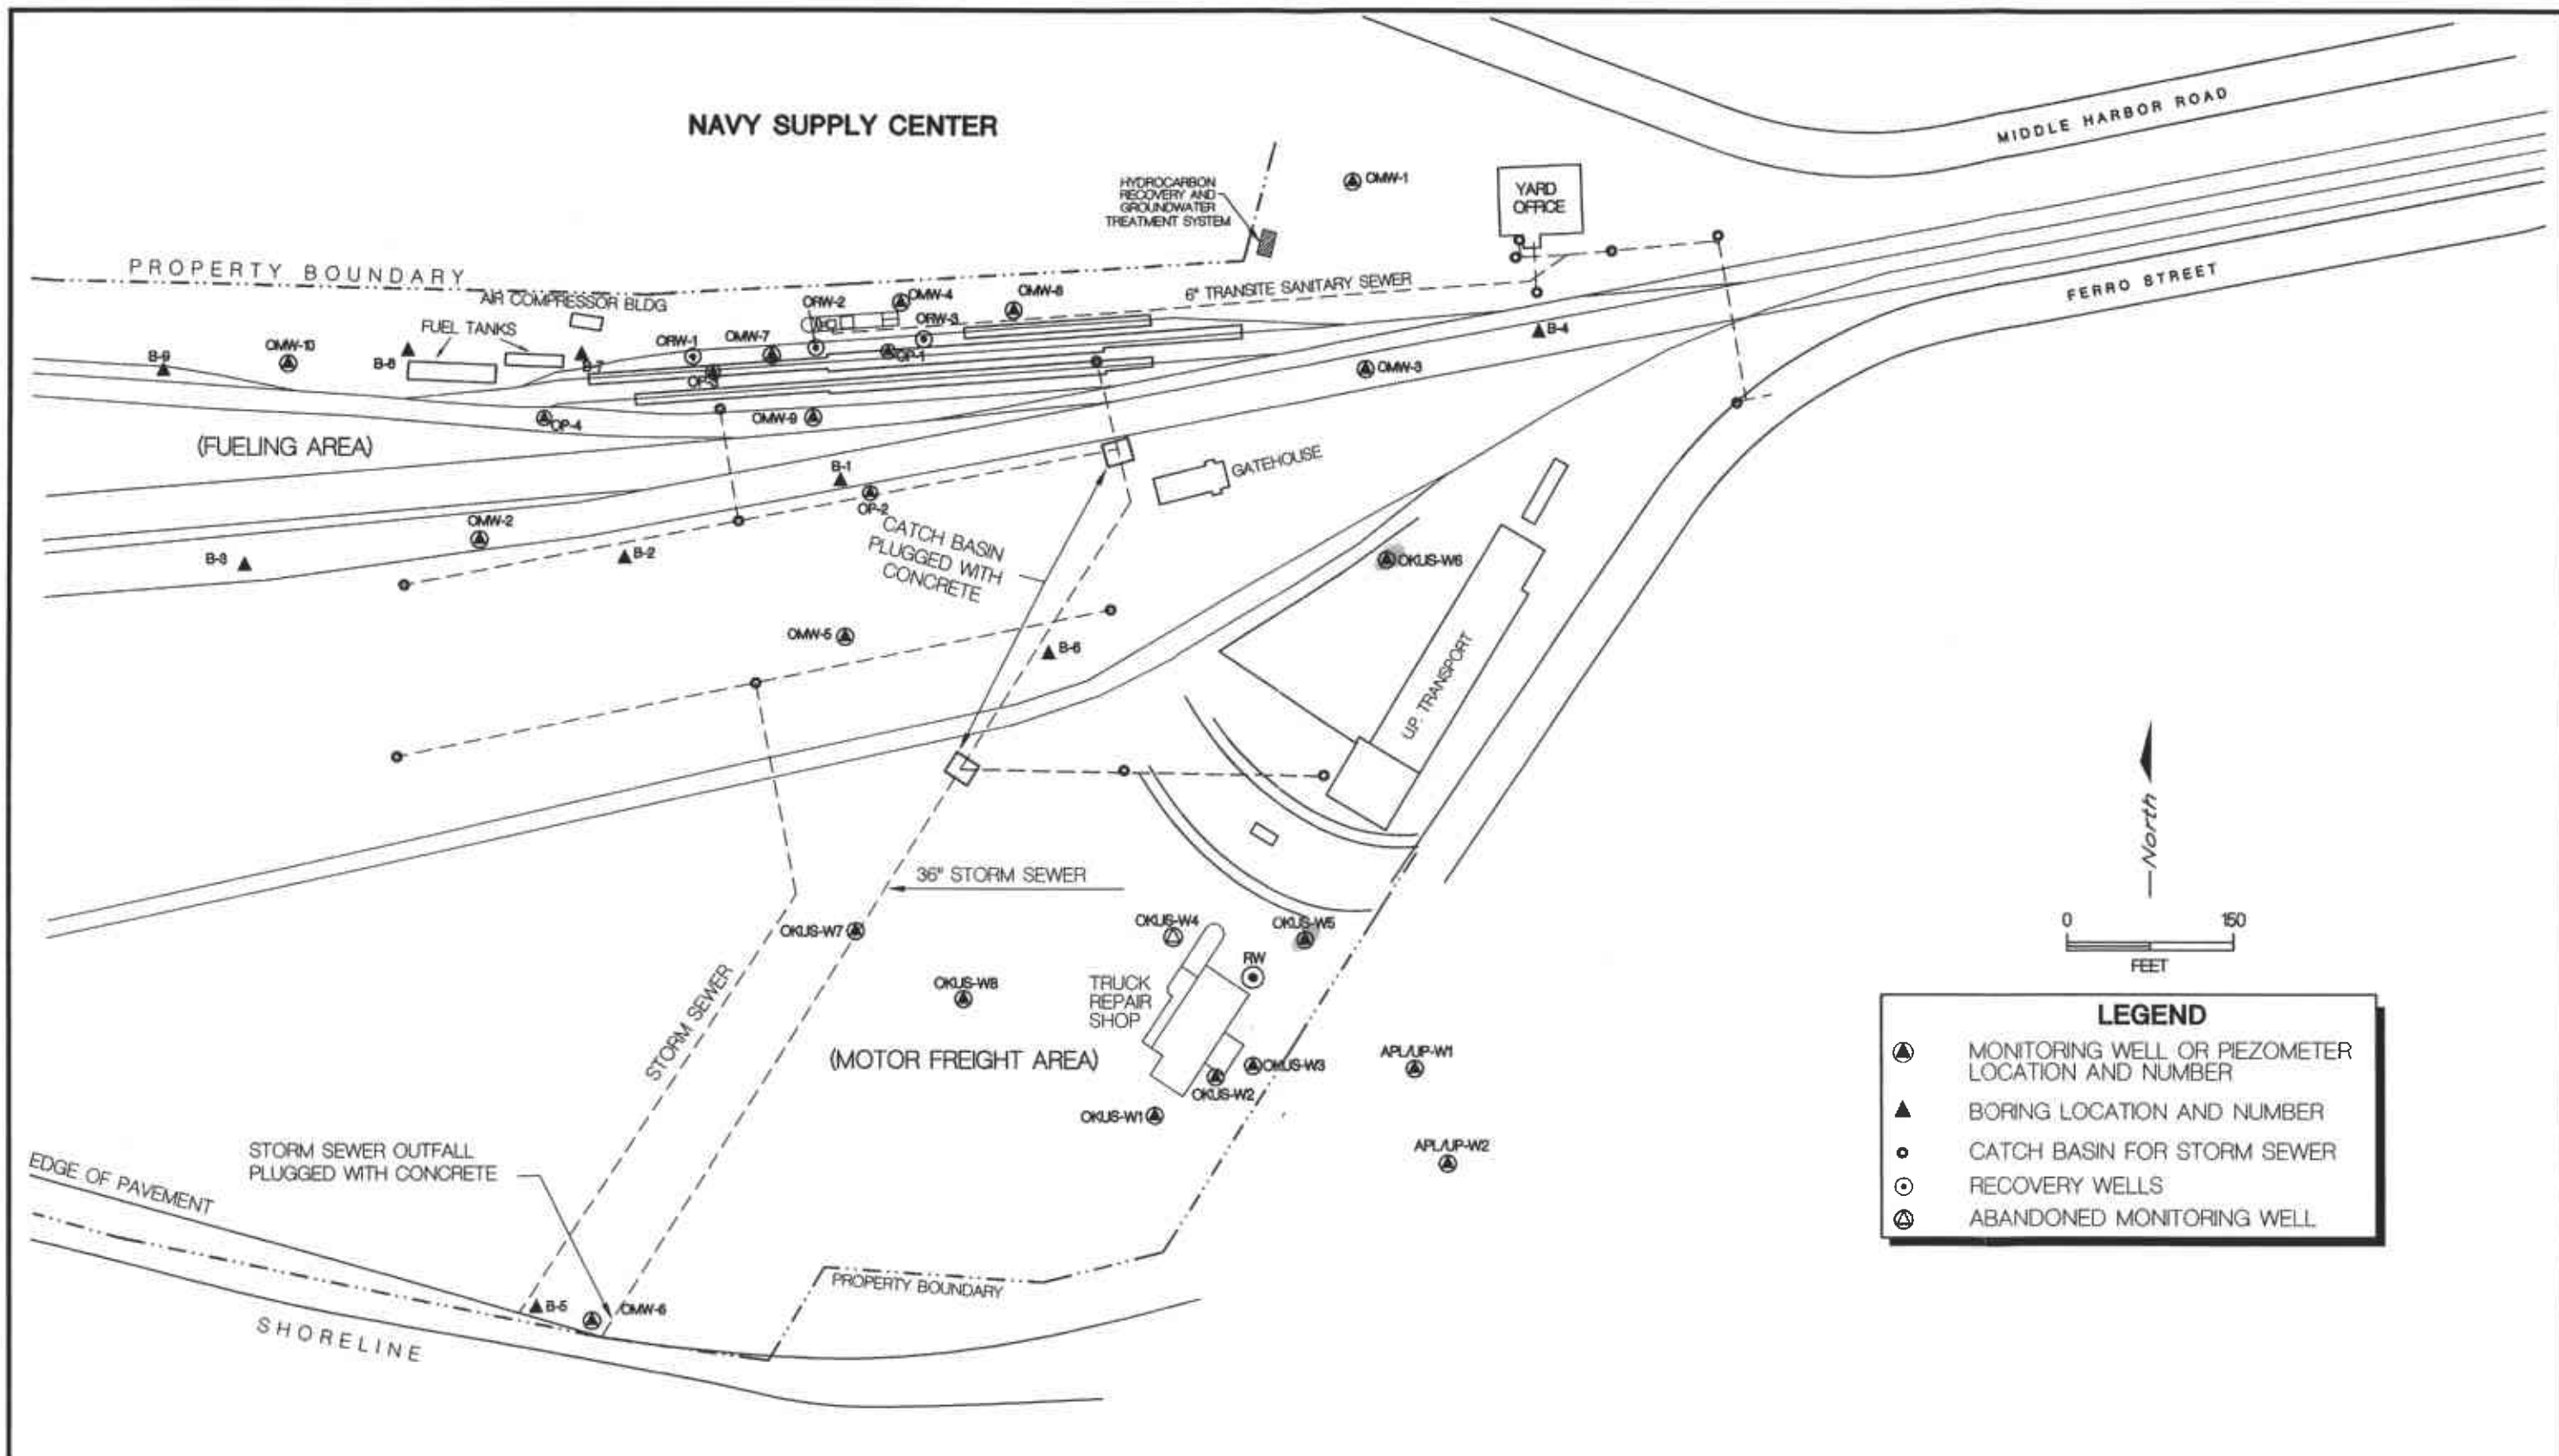 NAVY SUPPLY CENTER
MIDDLE HARBOR ROAD
FERRO STREET
HYDROCARBON
RECOVERY AND
GROUNDWATER
TREATMENT SYSTEM
OMW-1
YARD
OFFICE
PROPERTY BOUNDARY
AIR COMPRESSOR BLDG
FUEL TANKS
ORW-2
OMW-4
OMW-8
6" TRANSITE SANITARY SEWER
ORW-3
B-4
B-9
OMW-10
B-8
B-7
ORW-1
OMW-7
OP-1
OP-3
OMW-3
OP-4
OMW-9
(FUELING AREA)
B-1
OP-2
GATEHOUSE
OMW-2
B-3
B-2
CATCH BASIN
PLUGGED WITH
CONCRETE
OKUS-W6
OMW-5
B-6
U.P. TRANSPORT
North
36" STORM SEWER
OKUS-W7
OKUS-W4
OKUS-W5
RW
OKUS-W8
TRUCK
REPAIR
SHOP
STORM SEWER
(MOTOR FREIGHT AREA)
OKUS-W3
OKUS-W2
OKUS-W1
APL/UP-W1
APL/UP-W2
0 150
FEET
LEGEND
MONITORING WELL OR PIEZOMETER
LOCATION AND NUMBER
BORING LOCATION AND NUMBER
CATCH BASIN FOR STORM SEWER
RECOVERY WELLS
ABANDONED MONITORING WELL
STORM SEWER OUTFALL
PLUGGED WITH CONCRETE
EDGE OF PAVEMENT
B-5
OMW-6
PROPERTY BOUNDARY
SHORELINE